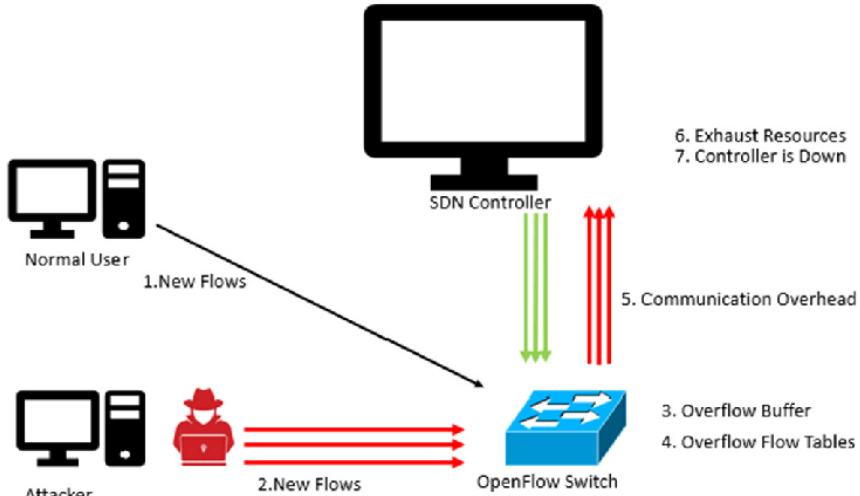 6. Exhaust Resources
7. Controller is Down
SDN Controller
Normal User
1.New Flows
5. Communication Overhead
3. Overflow Buffer
4. Overflow Flow Tables
2.New Flows
OpenFlow Switch
Attacker